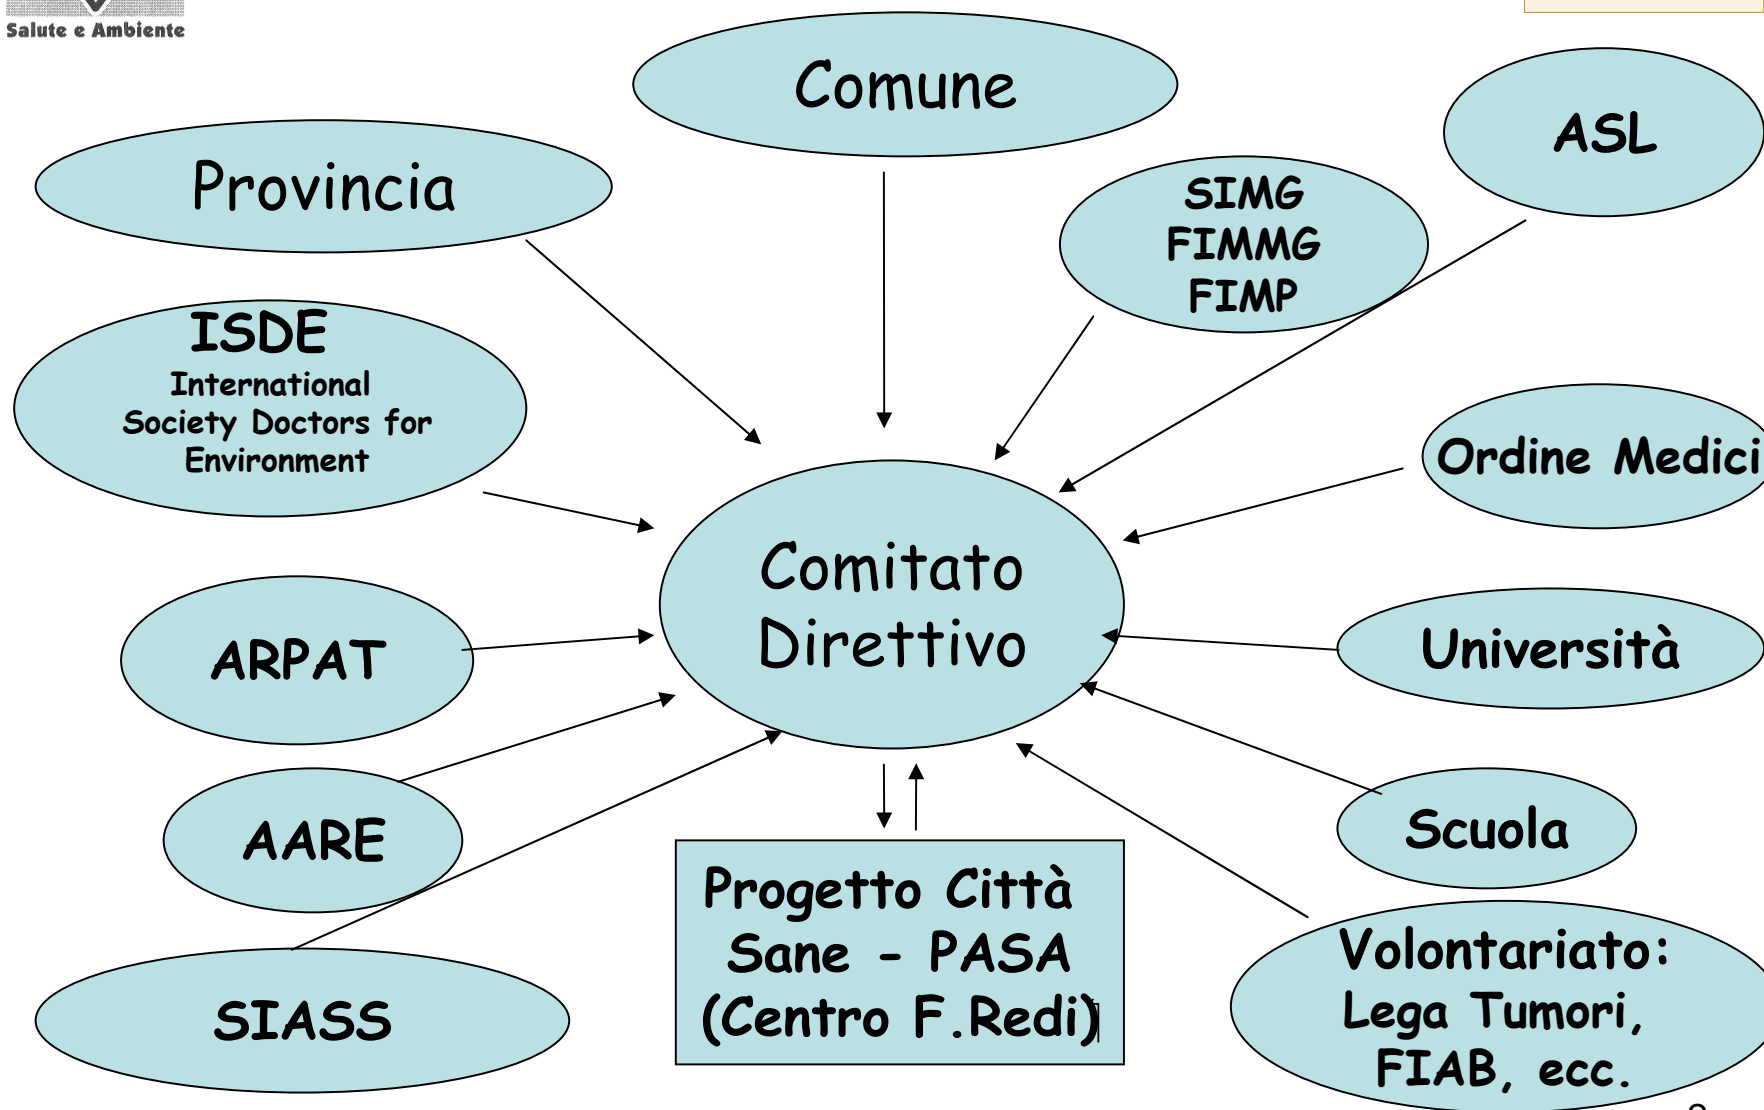 Salute e Ambiente
Comune
ASL
Provincia
SIMG
FIMMG
FIMP
ISDE
International
Society Doctors for
Environment
Ordine Medici
Comitato
Direttivo
ARPAT
Università
AARE
Scuola
Progetto Città
Sane - PASA
(Centro F.Redi)
Volontariato:
Lega Tumori,
FIAB, ecc.
SIASS